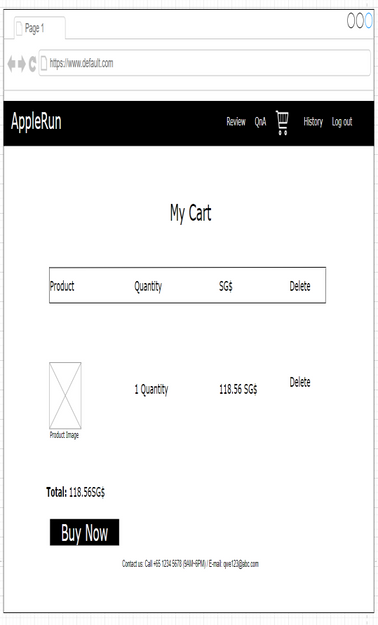 Page 1
https://www.default.com
AppleRun Review QnA History Log out
My Cart
Product Quantity SG$ Delete
1 Quantity 118.56 SG$ Delete
Product Image
Total: 118.56SG$
Buy Now
Contact us: Call +65 1234 5678 (9AM~6PM) / E-mail: qwe123@abc.com